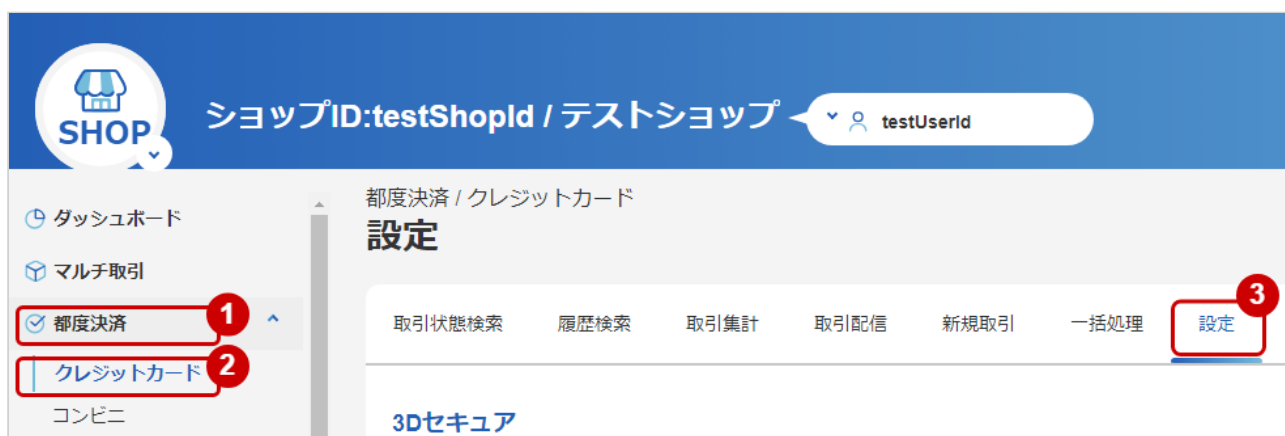 SHOP
ショップID:testShopId / テストショップ
testUserId
ダッシュボード
マルチ取引
都度決済
1
クレジットカード
2
コンビニ
都度決済 / クレジットカード
設定
取引状態検索 履歴検索 取引集計 取引配信 新規取引 一括処理 設定
3
3Dセキュア